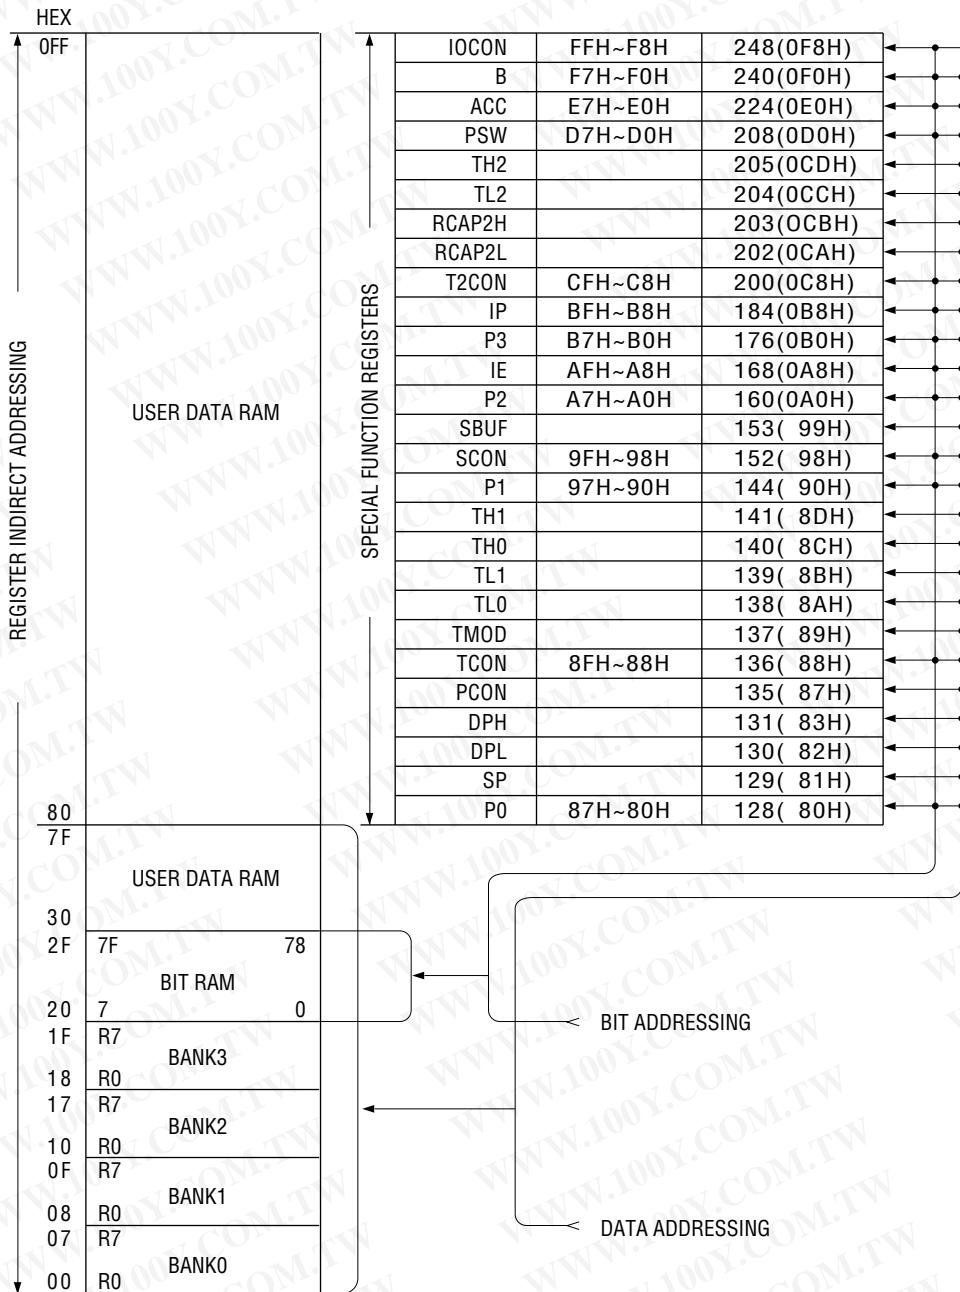 HEX
0FF
IOCON FFH~F8H 248(0F8H)
B F7H~F0H 240(0F0H)
ACC E7H~E0H 224(0E0H)
PSW D7H~D0H 208(0D0H)
TH2 205(0CDH)
TL2 204(0CCH)
RCAP2H 203(0CBH)
RCAP2L 202(0CAH)
T2CON CFH~C8H 200(0C8H)
IP BFH~B8H 184(0B8H)
P3 B7H~B0H 176(0B0H)
IE AFH~A8H 168(0A8H)
P2 A7H~A0H 160(0A0H)
SBUF 153( 99H)
SCON 9FH~98H 152( 98H)
P1 97H~90H 144( 90H)
TH1 141( 8DH)
TH0 140( 8CH)
TL1 139( 8BH)
TL0 138( 8AH)
TMOD 137( 89H)
TCON 8FH~88H 136( 88H)
PCON 135( 87H)
DPH 131( 83H)
DPL 130( 82H)
SP 129( 81H)
P0 87H~80H 128( 80H)
REGISTER INDIRECT ADDRESSING
USER DATA RAM
SPECIAL FUNCTION REGISTERS
80
7F
USER DATA RAM
30
2F 7F 78
BIT RAM
20 7 0
1F R7
BANK3
18 R0
17 R7
BANK2
10 R0
0F R7
BANK1
08 R0
07 R7
BANK0
00 R0
BIT ADDRESSING
DATA ADDRESSING
WWW.100Y.COM.TW